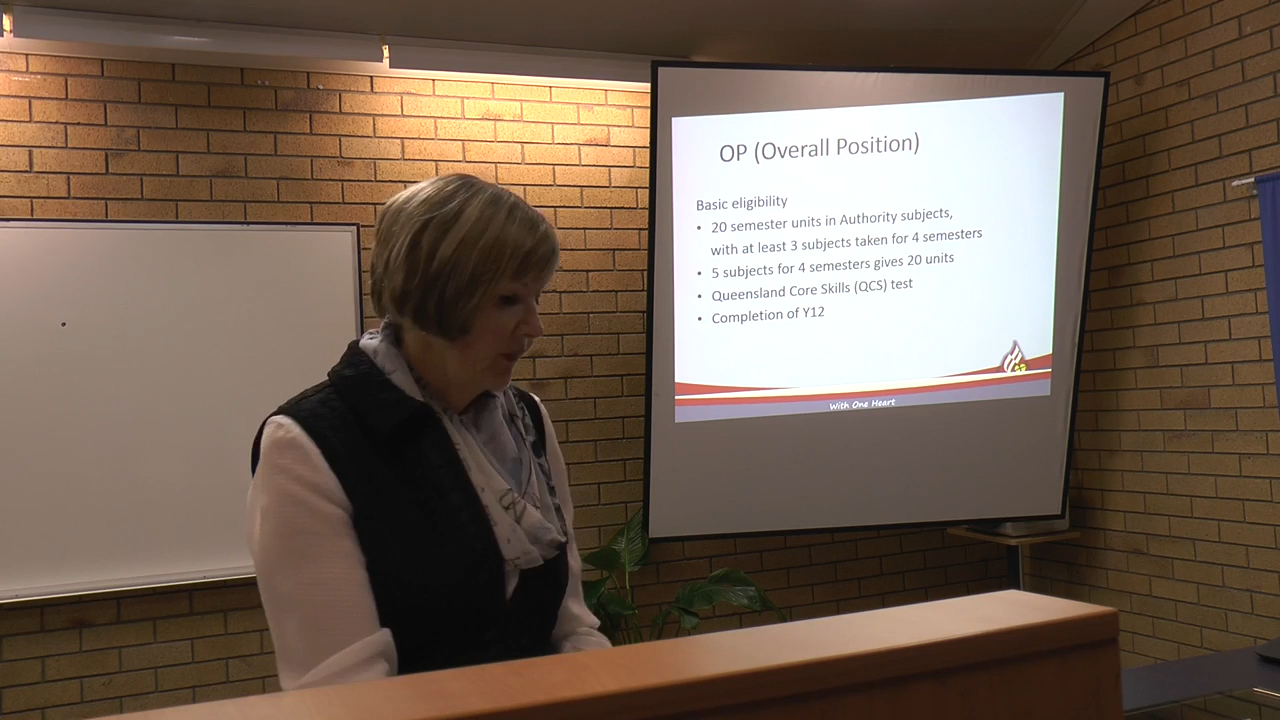 OP (Overall Position)
Basic eligibility
• 20 semester units in Authority subjects,
with at least 3 subjects taken for 4 semesters
• 5 subjects for 4 semesters gives 20 units
• Queensland Core Skills (QCS) test
• Completion of Y12
With One Heart